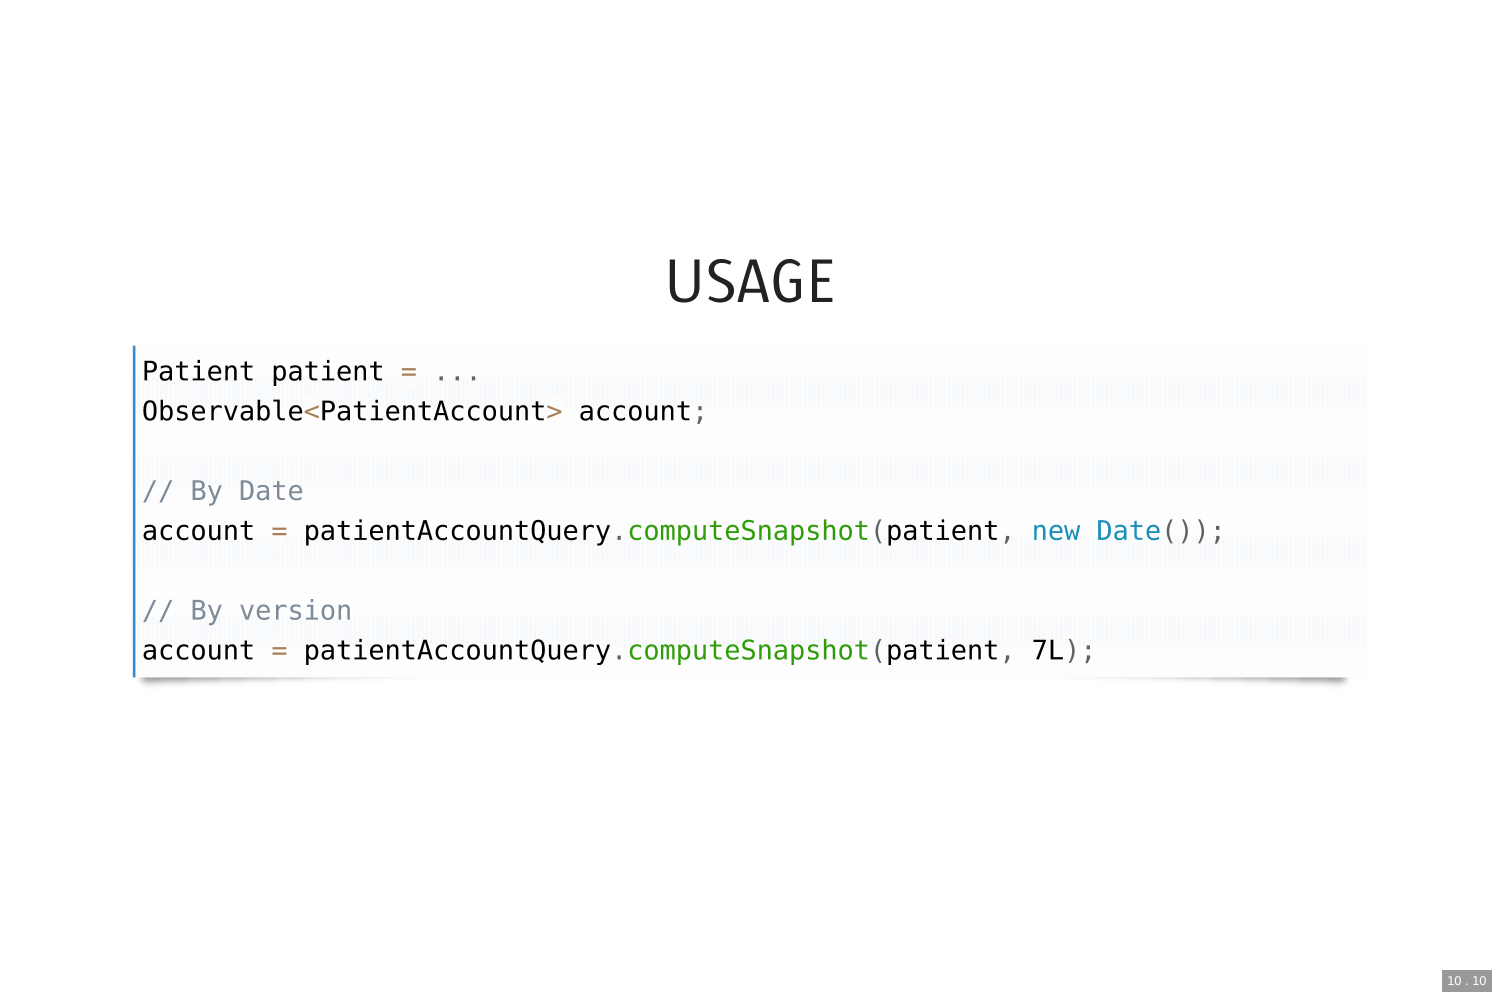 USAGE
Patient patient = ...
Observable<PatientAccount> account;
// By Date
account = patientAccountQuery.computeSnapshot(patient, new Date());
// By version
account = patientAccountQuery.computeSnapshot(patient, 7L);
10 . 10